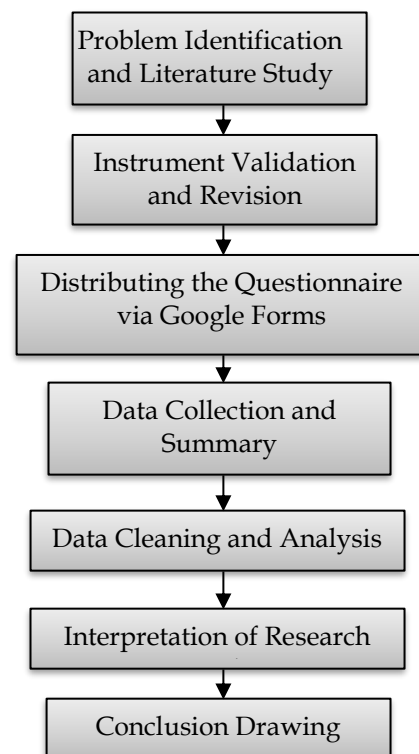 Problem Identification
and Literature Study
Instrument Validation
and Revision
Distributing the Questionnaire
via Google Forms
Data Collection and
Summary
Data Cleaning and Analysis
Interpretation of Research
Conclusion Drawing